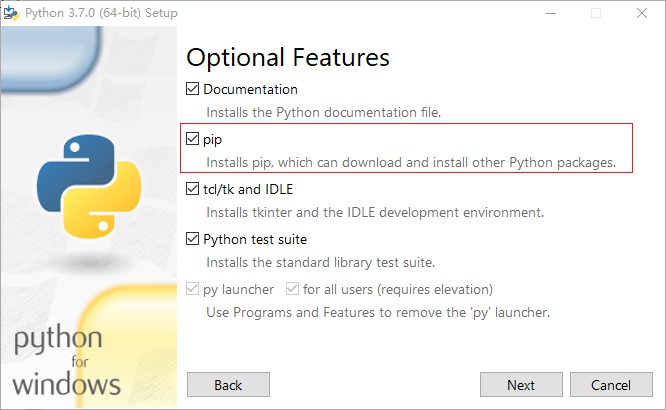 Python 3.7.0 (64-bit) Setup
Optional Features
Documentation
Installs the Python documentation file.
pip
Installs pip, which can download and install other Python packages.
tcl/tk and IDLE
Installs tkinter and the IDLE development environment.
Python test suite
Installs the standard library test suite.
py launcher for all users (requires elevation)
Use Programs and Features to remove the 'py' launcher.
python
for
windows
Back Next Cancel